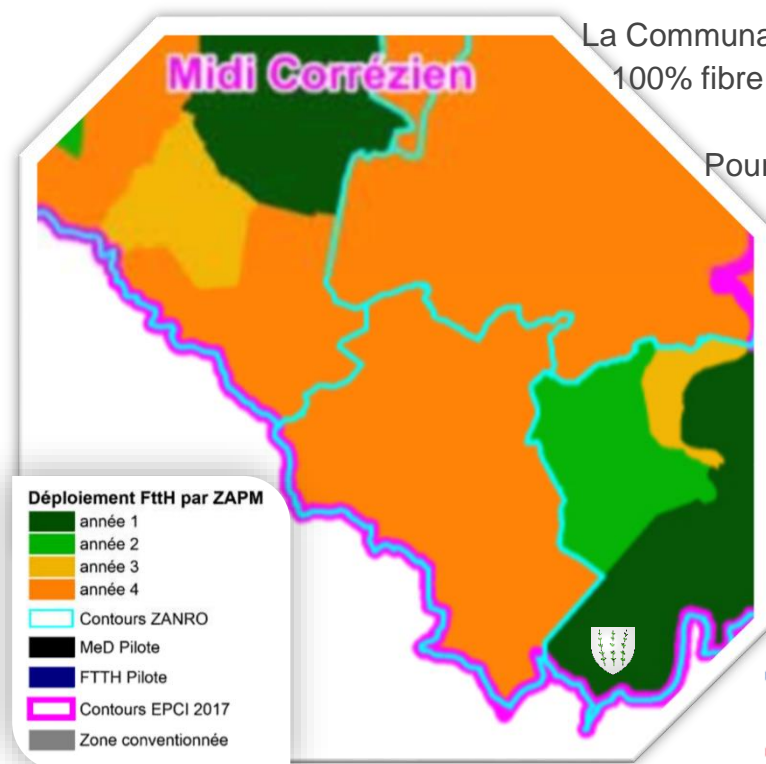 La Communa
100% fibre
Pour
Midi Corrézien
Déploiement FttH par ZAPM
année 1
année 2
année 3
année 4
Contours ZANRO
MeD Pilote
FTTH Pilote
Contours EPCI 2017
Zone conventionnée